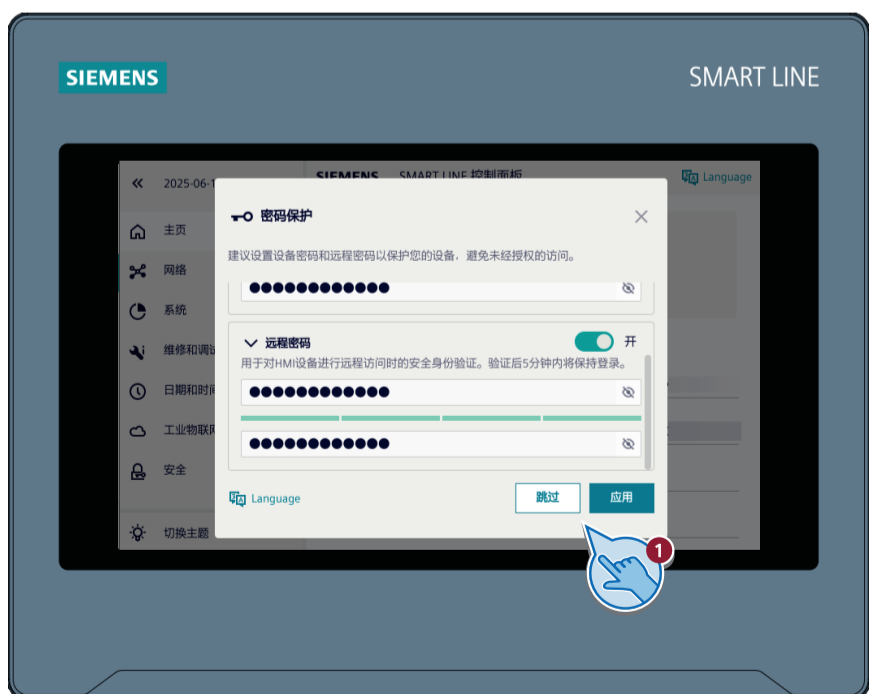 SIEMENS
SMART LINE
2025-06-1
SIEMENS SMART LINE 控制面板
Language
主页
网络
系统
维修和调试
日期和时间
工业物联网
安全
切换主题
密码保护
建议设置设备密码和远程密码以保护您的设备，避免未经授权的访问。
远程密码
开
用于对HMI设备进行远程访问时的安全身份验证。验证后5分钟内将保持登录。
Language
跳过
应用
1